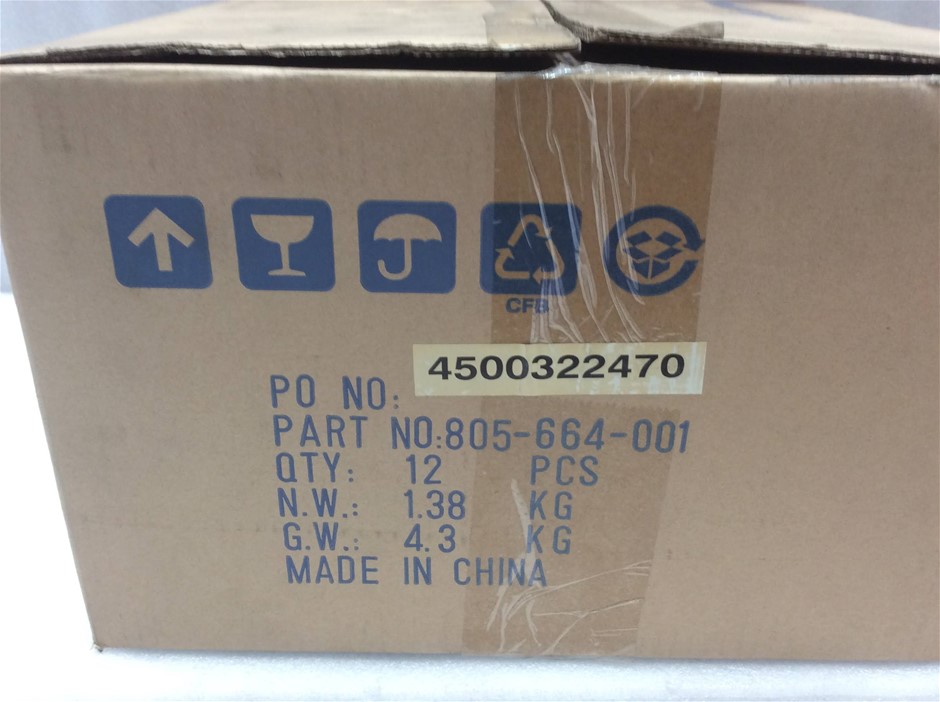 CFB
PO NO: 4500322470
PART NO:805-664-001
QTY: 12 PCS
N.W.: 1.38 KG
G.W.: 4.3 KG
MADE IN CHINA